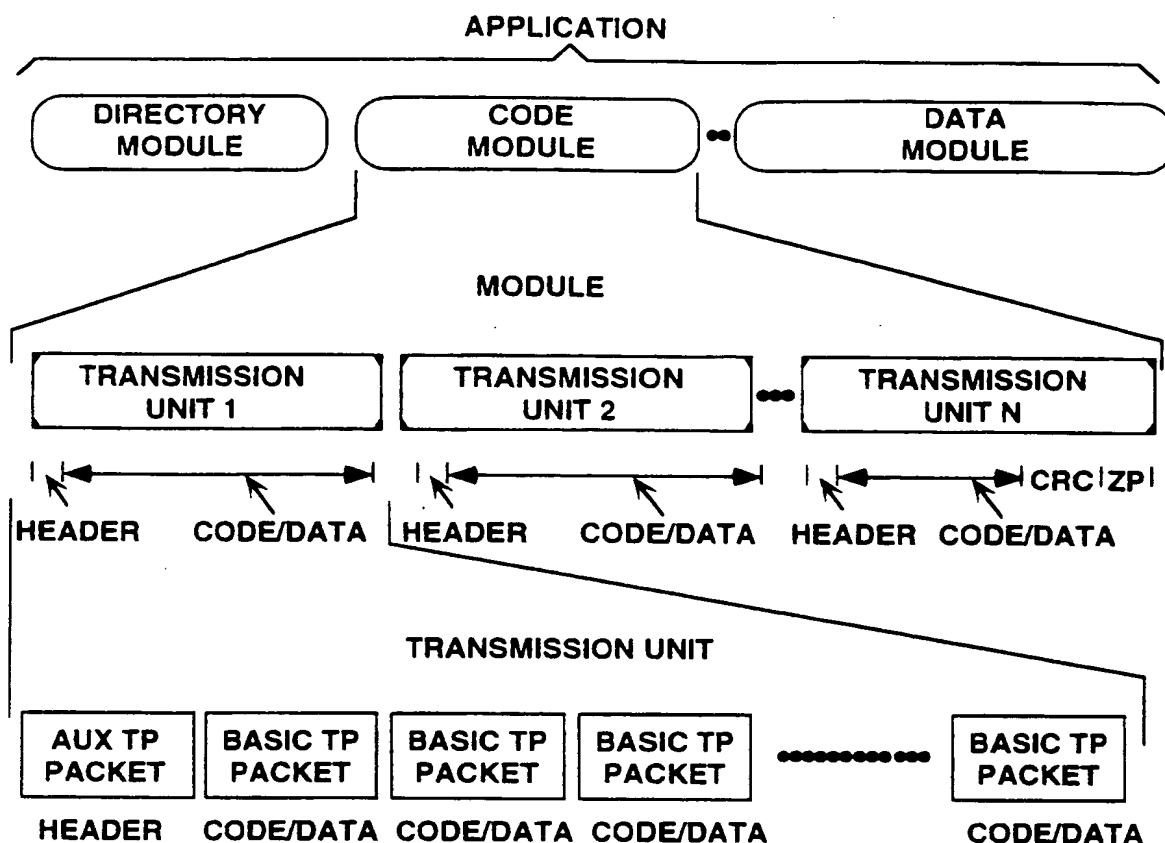 APPLICATION
DIRECTORY
MODULE
CODE
MODULE
DATA
MODULE
MODULE
TRANSMISSION
UNIT 1
TRANSMISSION
UNIT 2
TRANSMISSION
UNIT N
CRC ZP
HEADER
CODE/DATA
HEADER
CODE/DATA
HEADER
CODE/DATA
TRANSMISSION UNIT
AUX TP
PACKET
BASIC TP
PACKET
BASIC TP
PACKET
BASIC TP
PACKET
BASIC TP
PACKET
HEADER
CODE/DATA
CODE/DATA
CODE/DATA
CODE/DATA